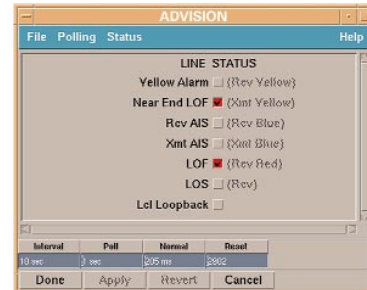 ADVISION
File Polling Status Help
LINE STATUS
Yellow Alarm (Rcv Yellow)
Near End LOF (Xmt Yellow)
Rcv AIS (Rcv Blue)
Xmt AIS (Xmt Blue)
LOF (Rcv Red)
LOS (Rcv)
Lcl Loopback
Interval Poll Normal Reset
10 sec sec 205 ms 2902
Done Apply Revert Cancel